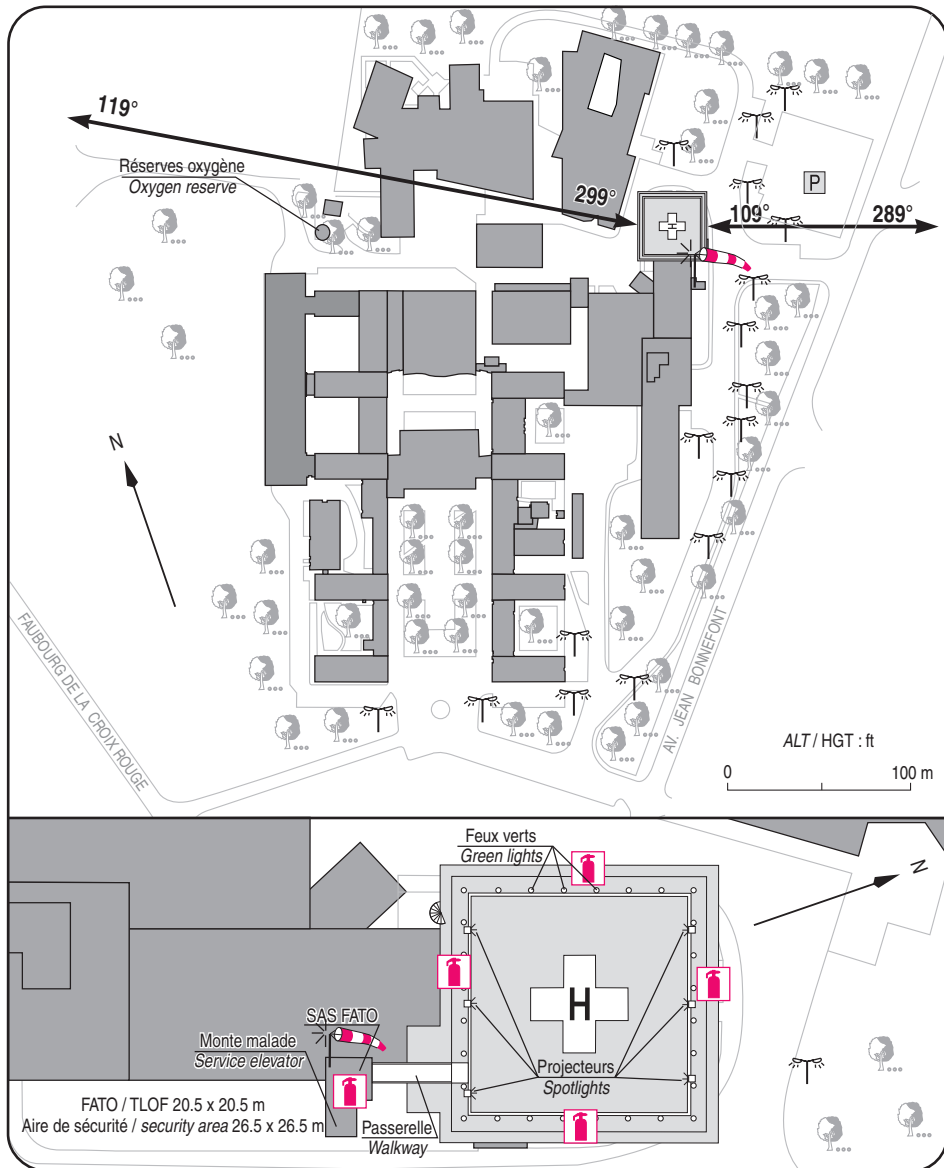 119°
Réserves oxygène
Oxygen reserve
299°
P
H
109°
289°
N
FAUBOURG DE LA CROIX ROUGE
AV. JEAN BONNEFONT
ALT / HGT : ft
0
100 m
Feux verts
Green lights
N
H
SAS FATO
Monte malade
Service elevator
Projecteurs
Spotlights
FATO / TLOF 20.5 x 20.5 m
Aire de sécurité / security area 26.5 x 26.5 m
Passerelle
Walkway